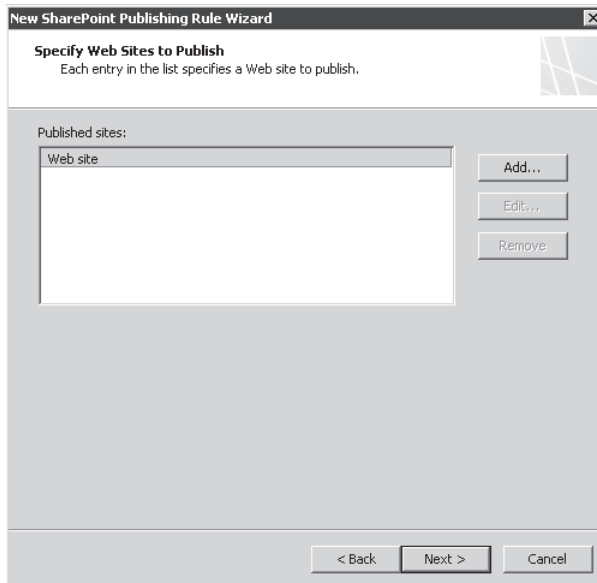 New SharePoint Publishing Rule Wizard
Specify Web Sites to Publish
Each entry in the list specifies a Web site to publish.
Published sites:
Web site
Add...
Edit...
Remove
< Back
Next >
Cancel